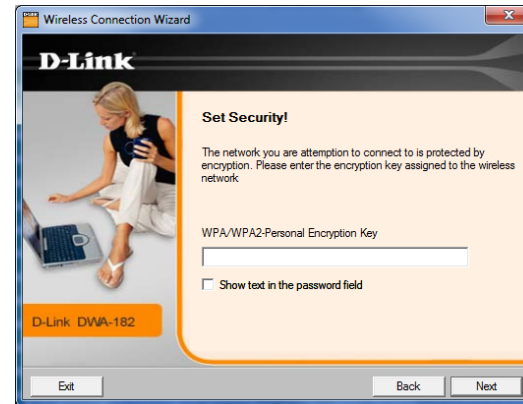 Wireless Connection Wizard
D-Link
Set Security!
The network you are attemption to connect to is protected by
encryption. Please enter the encryption key assigned to the wireless
network
WPA/WPA2-Personal Encryption Key
Show text in the password field
D-Link DWA-182
Exit
Back
Next